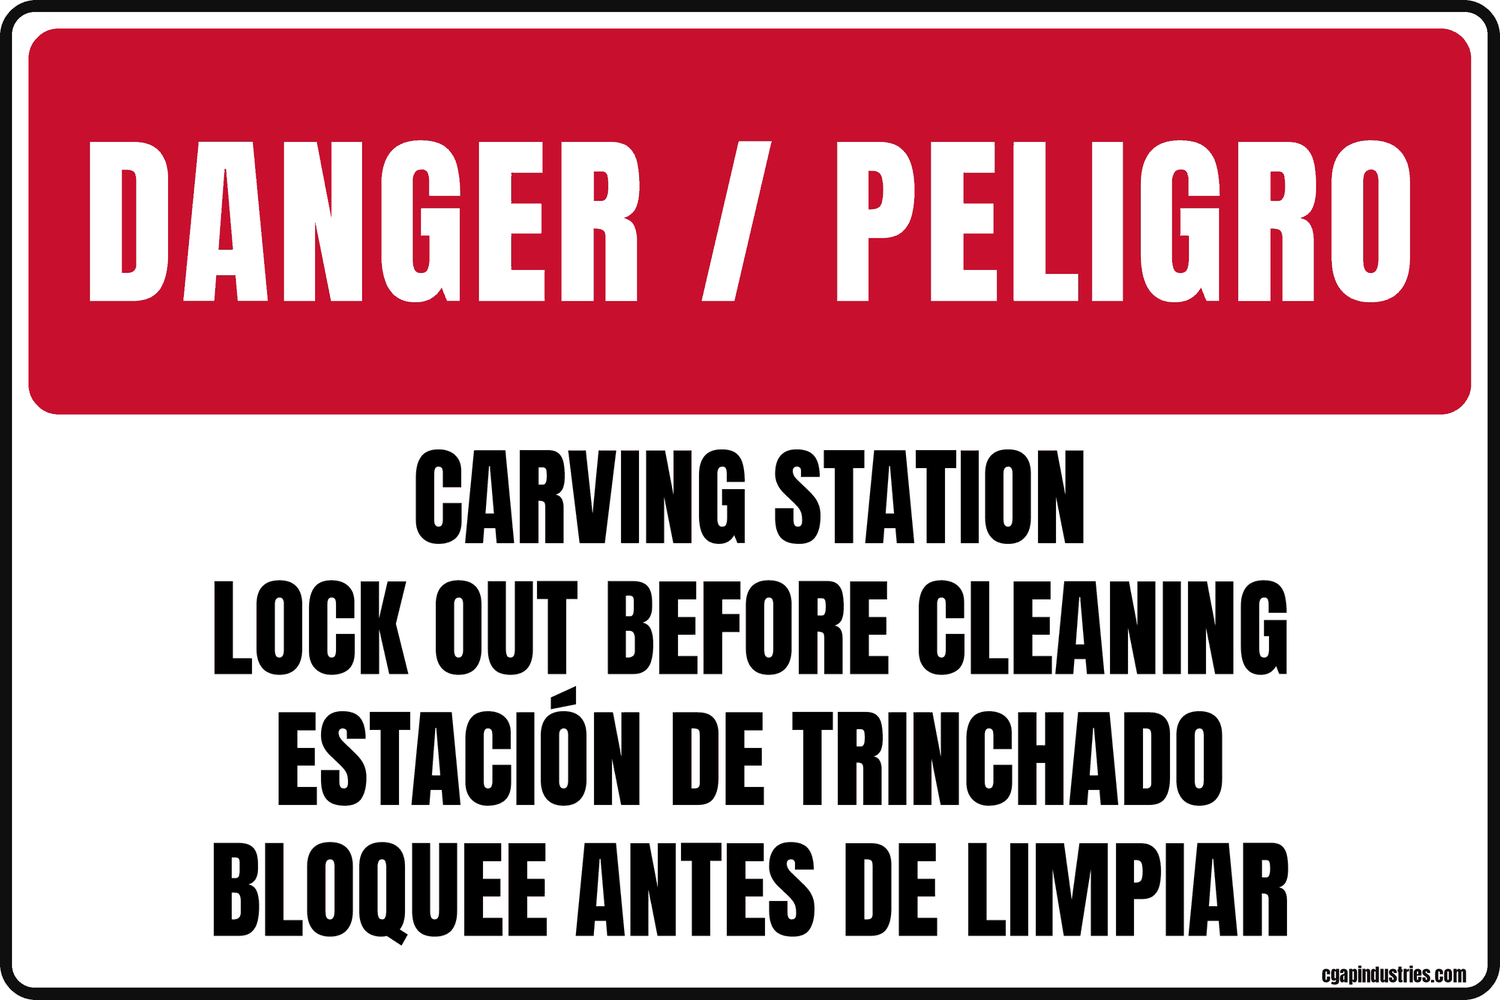 DANGER / PELIGRO
CARVING STATION
LOCK OUT BEFORE CLEANING
ESTACIÓN DE TRINCHADO
BLOQUEE ANTES DE LIMPIAR
cgapindustries.com